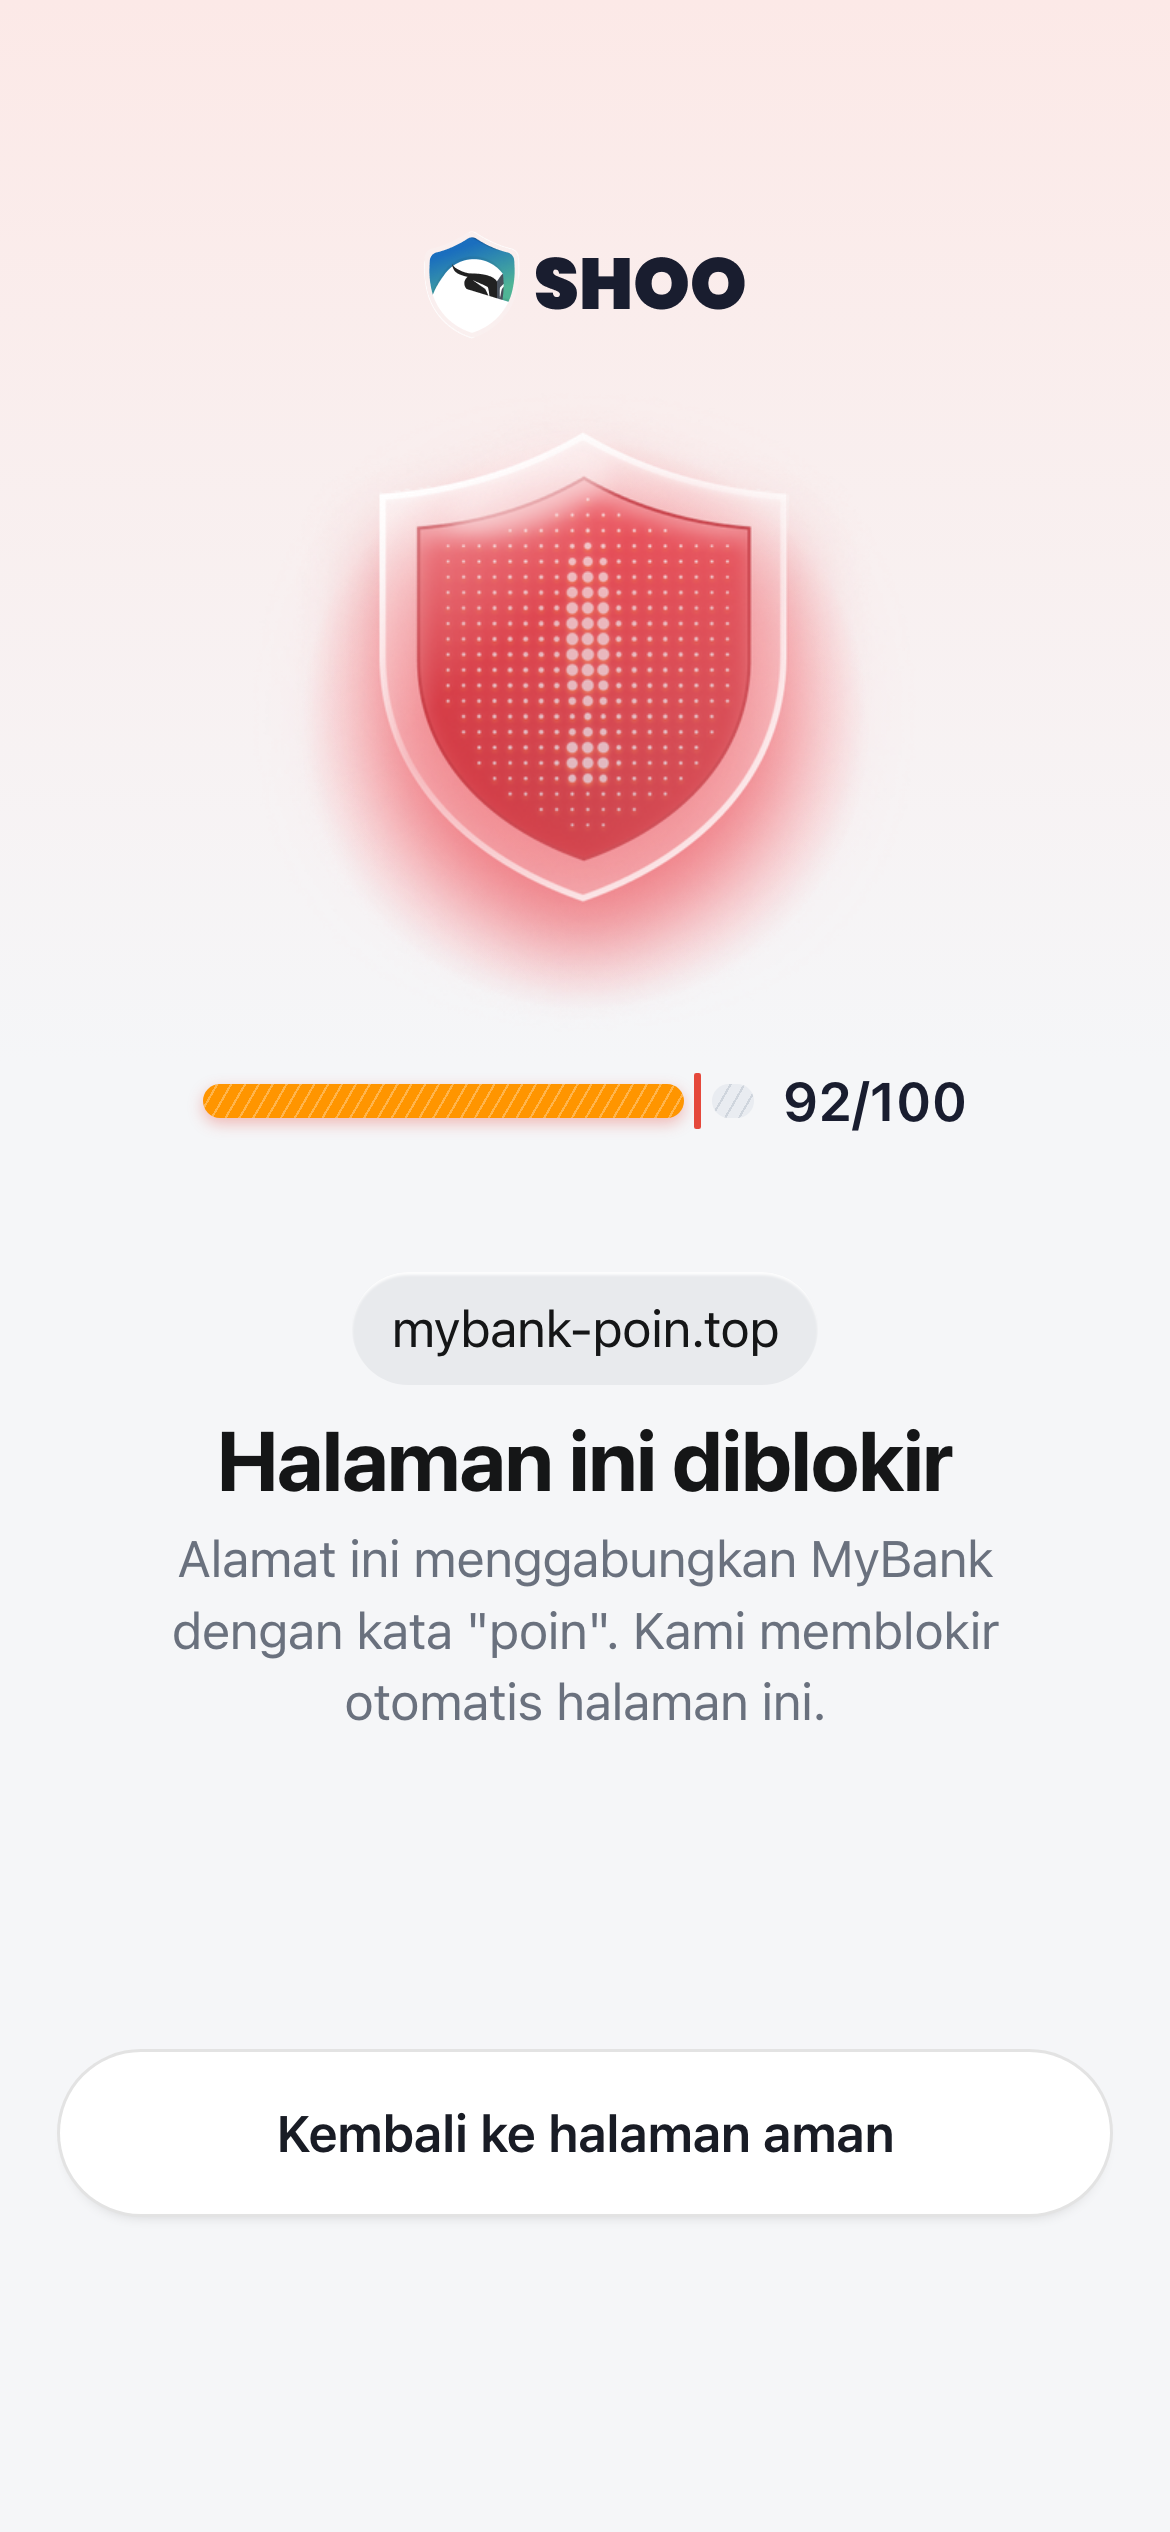 SHOO
92/100
mybank-poin.top
Halaman ini diblokir
Alamat ini menggabungkan MyBank
dengan kata "poin". Kami memblokir
otomatis halaman ini.
Kembali ke halaman aman